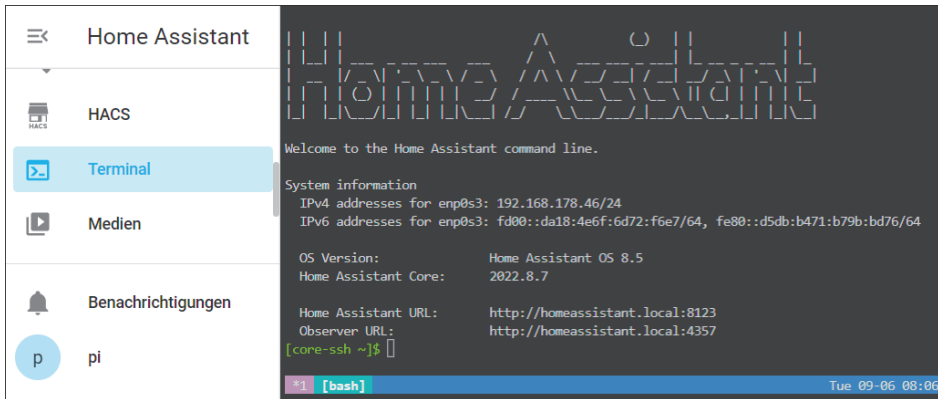 Home Assistant
HACS
HACS
Terminal
Medien
Benachrichtigungen
p
pi
Home Assistant
Welcome to the Home Assistant command line.
System information
IPv4 addresses for enp0s3: 192.168.178.46/24
IPv6 addresses for enp0s3: fd00::da18:4e6f:6d72:f6e7/64, fe80::d5db:b471:b79b:bd76/64
OS Version: Home Assistant OS 8.5
Home Assistant Core: 2022.8.7
Home Assistant URL: http://homeassistant.local:8123
Observer URL: http://homeassistant.local:4357
[core-ssh ~]$
*1 [bash] Tue 09-06 08:06